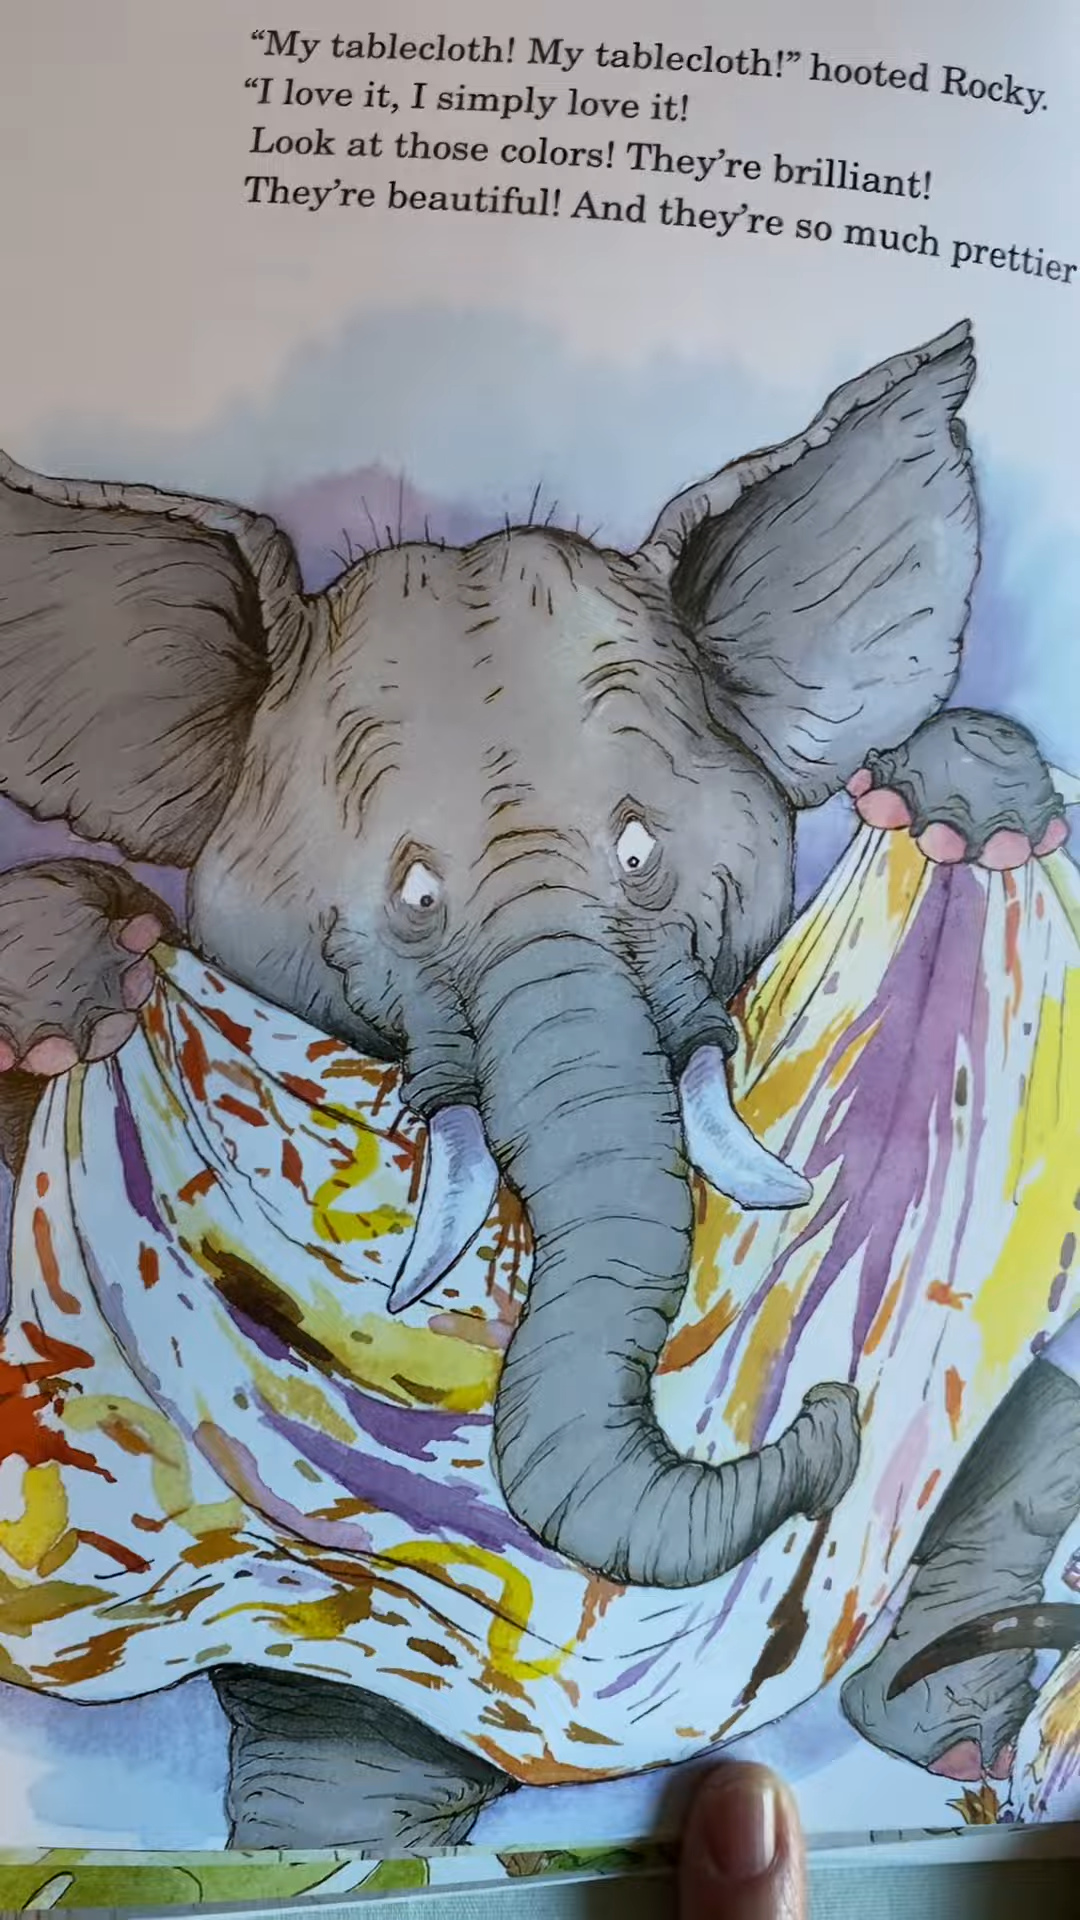 “My tablecloth! My tablecloth!” hooted Rocky.
“I love it, I simply love it!
Look at those colors! They’re brilliant!
They’re beautiful! And they’re so much prettier